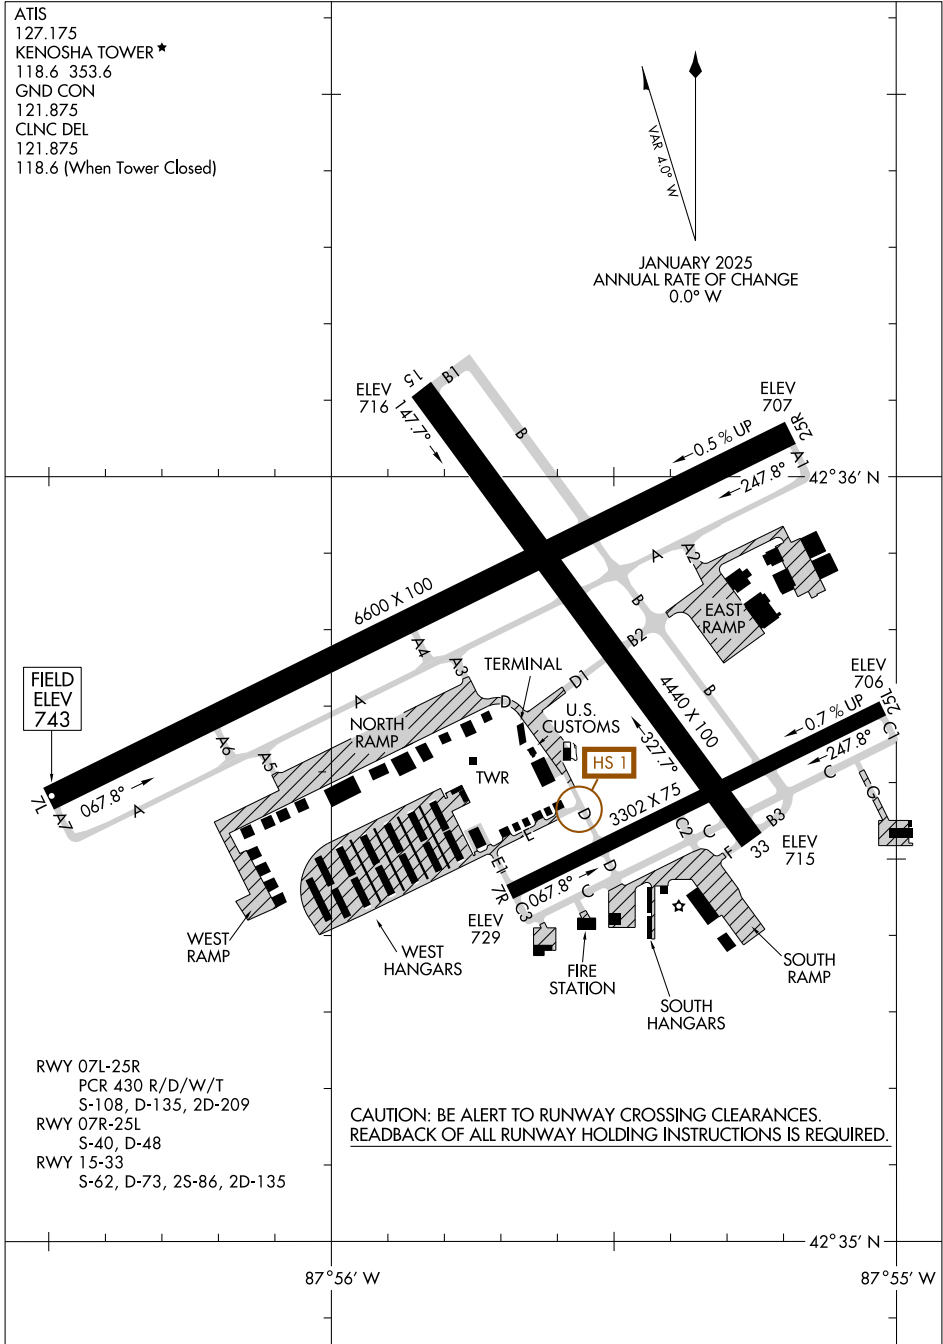 ATIS
127.175
KENOSHA TOWER★
118.6 353.6
GND CON
121.875
CLNC DEL
121.875
118.6 (When Tower Closed)
VAR 4.0° W
JANUARY 2025
ANNUAL RATE OF CHANGE
0.0° W
15
B1
ELEV
716
147.7°
B
ELEV
707
25R
0.5 % UP
A1
247.8°
42°36' N
A
A2
6600 X 100
B
EAST
RAMP
B2
A4
A3
TERMINAL
D1
FIELD
ELEV
743
A
D
U.S.
CUSTOMS
4440 X 100
B
ELEV
706
25L
0.7 % UP
C1
247.8°
NORTH
RAMP
A6
A5
327.7°
HS 1
TWR
C
G
7L
067.8°
A7
A
3302 X 75
D
E
C2
C
B3
33
ELEV
715
F
E1
7R
067.8°
C
D
C3
ELEV
729
WEST
RAMP
WEST
HANGARS
FIRE
STATION
SOUTH
HANGARS
SOUTH
RAMP
RWY 07L-25R
PCR 430 R/D/W/T
S-108, D-135, 2D-209
RWY 07R-25L
S-40, D-48
RWY 15-33
S-62, D-73, 2S-86, 2D-135
CAUTION: BE ALERT TO RUNWAY CROSSING CLEARANCES.
READBACK OF ALL RUNWAY HOLDING INSTRUCTIONS IS REQUIRED.
42°35' N
87°56' W
87°55' W